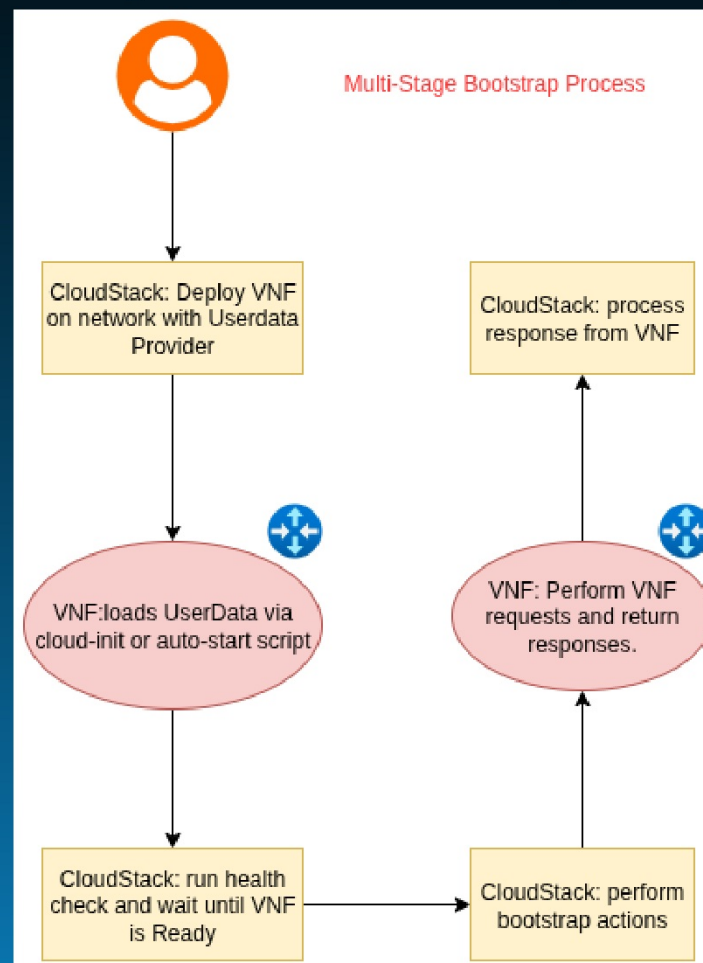 Multi-Stage Bootstrap Process
CloudStack: Deploy VNF
on network with Userdata
Provider
VNF:loads UserData via
cloud-init or auto-start script
CloudStack: run health
check and wait until VNF
is Ready
CloudStack: perform
bootstrap actions
VNF: Perform VNF
requests and return
responses.
CloudStack: process
response from VNF